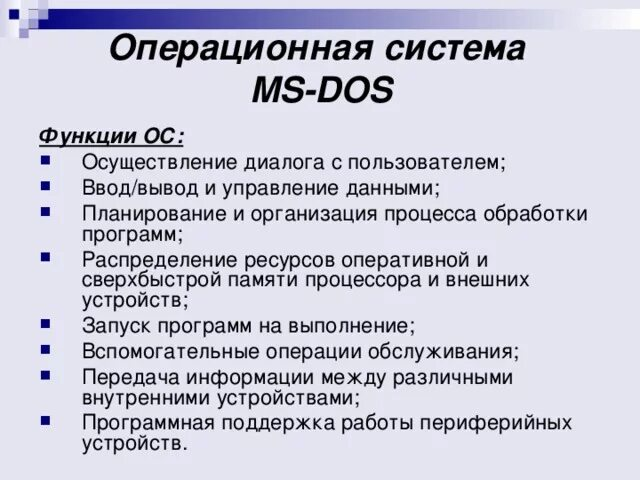 Операционная система
MS-DOS
Функции ОС:
Осуществление диалога с пользователем;
Ввод/вывод и управление данными;
Планирование и организация процесса обработки
программ;
Распределение ресурсов оперативной и
сверхбыстрой памяти процессора и внешних
устройств;
Запуск программ на выполнение;
Вспомогательные операции обслуживания;
Передача информации между различными
внутренними устройствами;
Программная поддержка работы периферийных
устройств.